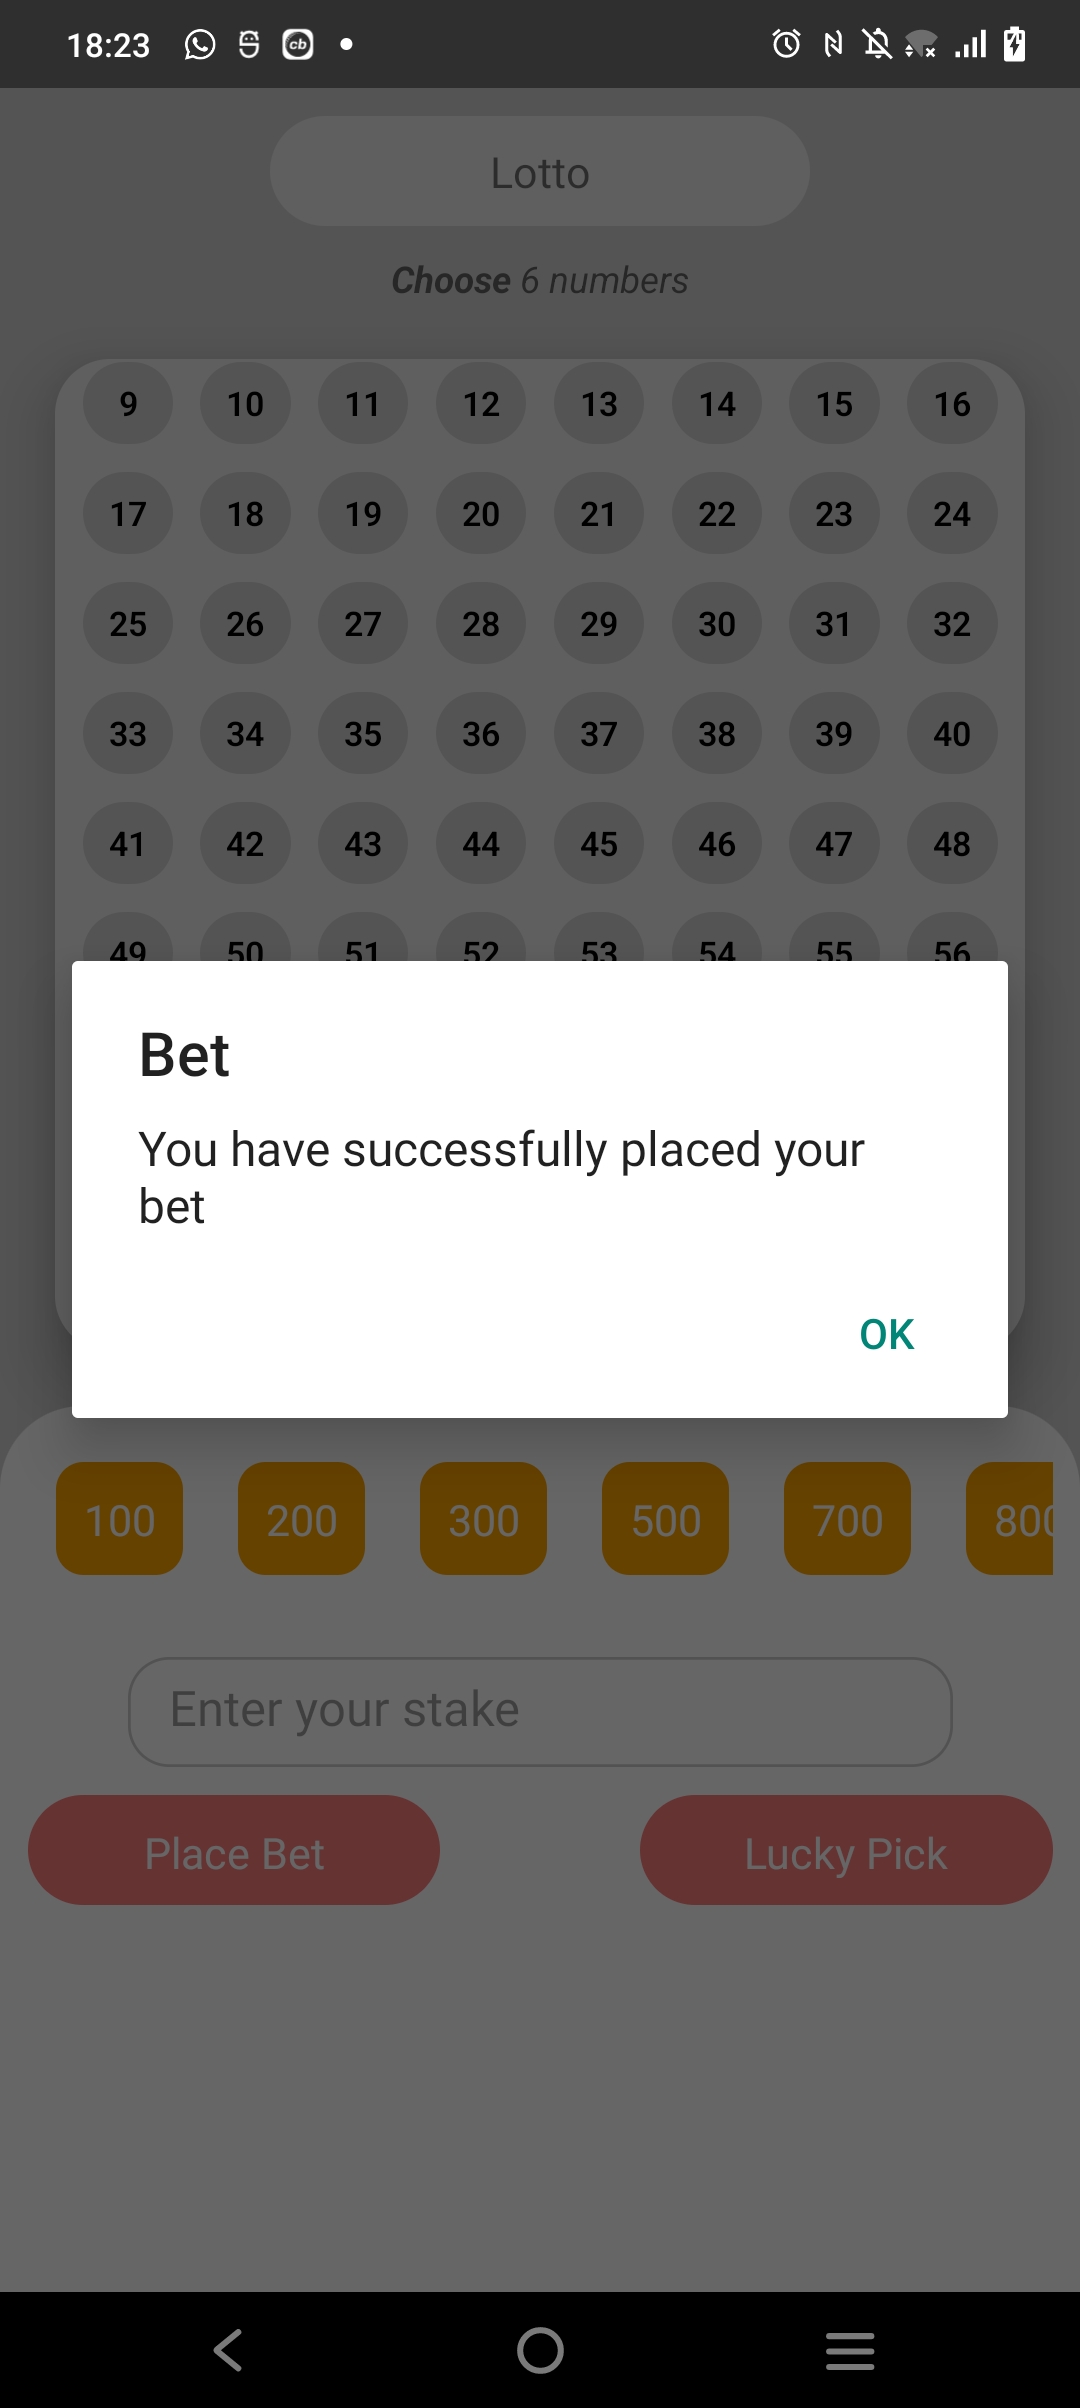 18:23 cb
Lotto
Choose 6 numbers
9 10 11 12 13 14 15 16
17 18 19 20 21 22 23 24
25 26 27 28 29 30 31 32
33 34 35 36 37 38 39 40
41 42 43 44 45 46 47 48
49 50 51 52 53 54 55 56
Bet
You have successfully placed your
bet
OK
100 200 300 500 700 800
Enter your stake
Place Bet Lucky Pick